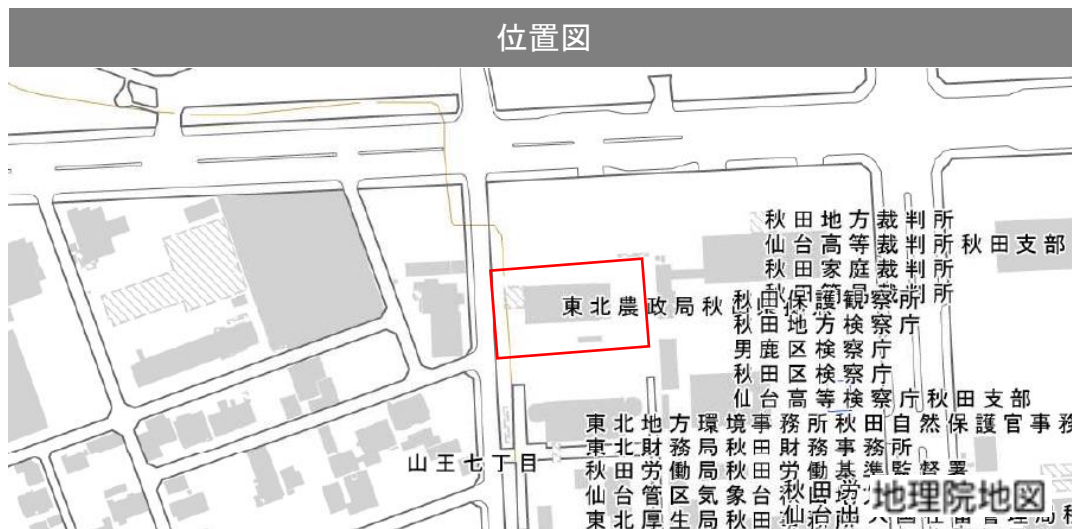 位置図
秋田地方裁判所
仙台高等裁判所秋田支部
秋田家庭裁判所
東北農政局秋
秋田地方検察庁
男鹿区検察庁
秋田区検察庁
仙台高等検察庁秋田支部
東北地方環境事務所秋田自然保護官事務
東北財務局秋田財務事務所
山王七丁目
秋田労働局秋田労働基準監督署
仙台管区気象台
地理院地図
東北厚生局